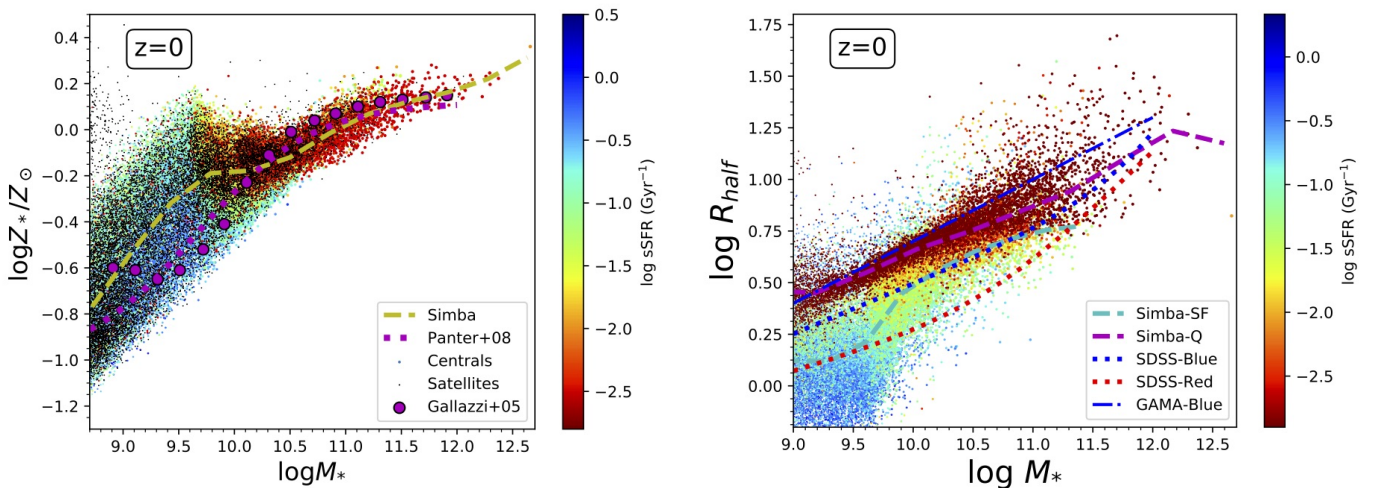 z=0
logZ*/Z⊙
0.4
0.2
0.0
−0.2
−0.4
−0.6
−0.8
−1.0
−1.2
Simba
Panter+08
Centrals
Satellites
Gallazzi+05
9.0 9.5 10.0 10.5 11.0 11.5 12.0 12.5
logM*
0.5
0.0
−0.5
−1.0
−1.5
−2.0
−2.5
log sSFR (Gyr⁻¹)
z=0
log R_half
1.75
1.50
1.25
1.00
0.75
0.50
0.25
0.00
Simba-SF
Simba-Q
SDSS-Blue
SDSS-Red
GAMA-Blue
9.0 9.5 10.0 10.5 11.0 11.5 12.0 12.5
log M*
0.0
−0.5
−1.0
−1.5
−2.0
−2.5
log sSFR (Gyr⁻¹)